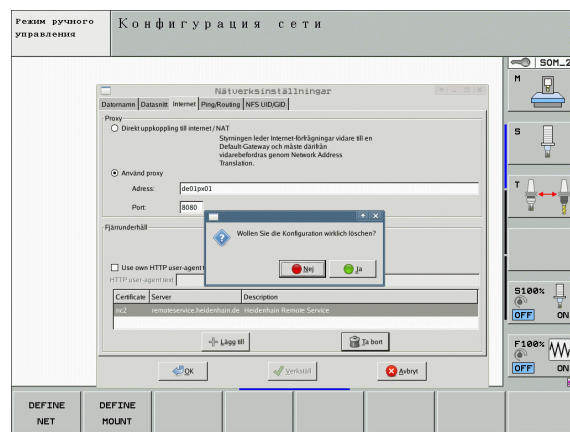 Режим ручного
управления
Конфигурация сети
SOM_2
M
Nätverksinställningar
Datornamn Datasnitt Internet Ping/Routing NFS UID/GID
Proxy
Direkt uppkoppling till internet / NAT
Styrningen leder Internet-förfrägningar vidare till en
Default-Gateway och mäste därifrån
vidarebefordras genom Network Address
Translation.
Använd proxy
Adress: de01px01
Port: 8080
Fjärrunderhåll
Wollen Sie die Konfiguration wirklich löschen?
Nej Ja
Use own HTTP user-agent
HTTP user-agent text
Certificate Server Description
nc2 remoteservice.heidenhain.de Heidenhain Remote Service
Lägg till Ta bort
OK Verkställ Avbryt
S
T
S100%
OFF ON
F100%
OFF ON
DEFINE
NET
DEFINE
MOUNT